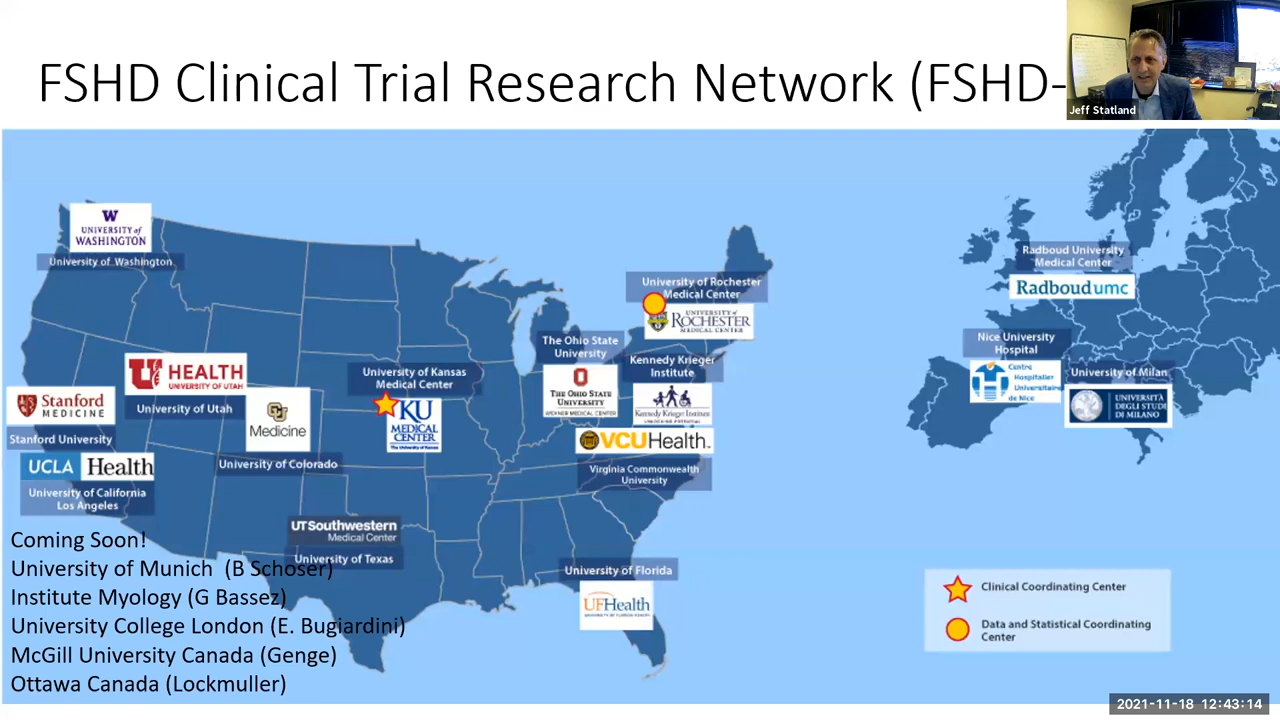 FSHD Clinical Trial Research Network (FSHD-
Jeff Statland
W
UNIVERSITY of
WASHINGTON
University of Washington
HEALTH
UNIVERSITY OF UTAH
University of Utah
Stanford
MEDICINE
Stanford University
UCLA Health
University of California
Los Angeles
CU
Medicine
University of Colorado
University of Kansas
Medical Center
KU
MEDICAL
CENTER
The University of Kansas
UTSouthwestern
Medical Center
University of Texas
The Ohio State
University
O
THE OHIO STATE
UNIVERSITY
WEXNER MEDICAL CENTER
University of Rochester
Medical Center
UNIVERSITY of
ROCHESTER
MEDICAL CENTER
Kennedy Krieger
Institute
Kennedy Krieger Institute
VCUHealth.
Virginia Commonwealth
University
University of Florida
UFHealth
Radboud University
Medical Center
Radboudumc
Nice University
Hospital
Centre
Hospitalier
Universitaire
de Nice
University of Milan
UNIVERSITÀ
DEGLI STUDI
DI MILANO
Coming Soon!
University of Munich (B Schoser)
Institute Myology (G Bassez)
University College London (E. Bugiardini)
McGill University Canada (Genge)
Ottawa Canada (Lockmuller)
Clinical Coordinating Center
Data and Statistical Coordinating
Center
2021-11-18 12:43:14